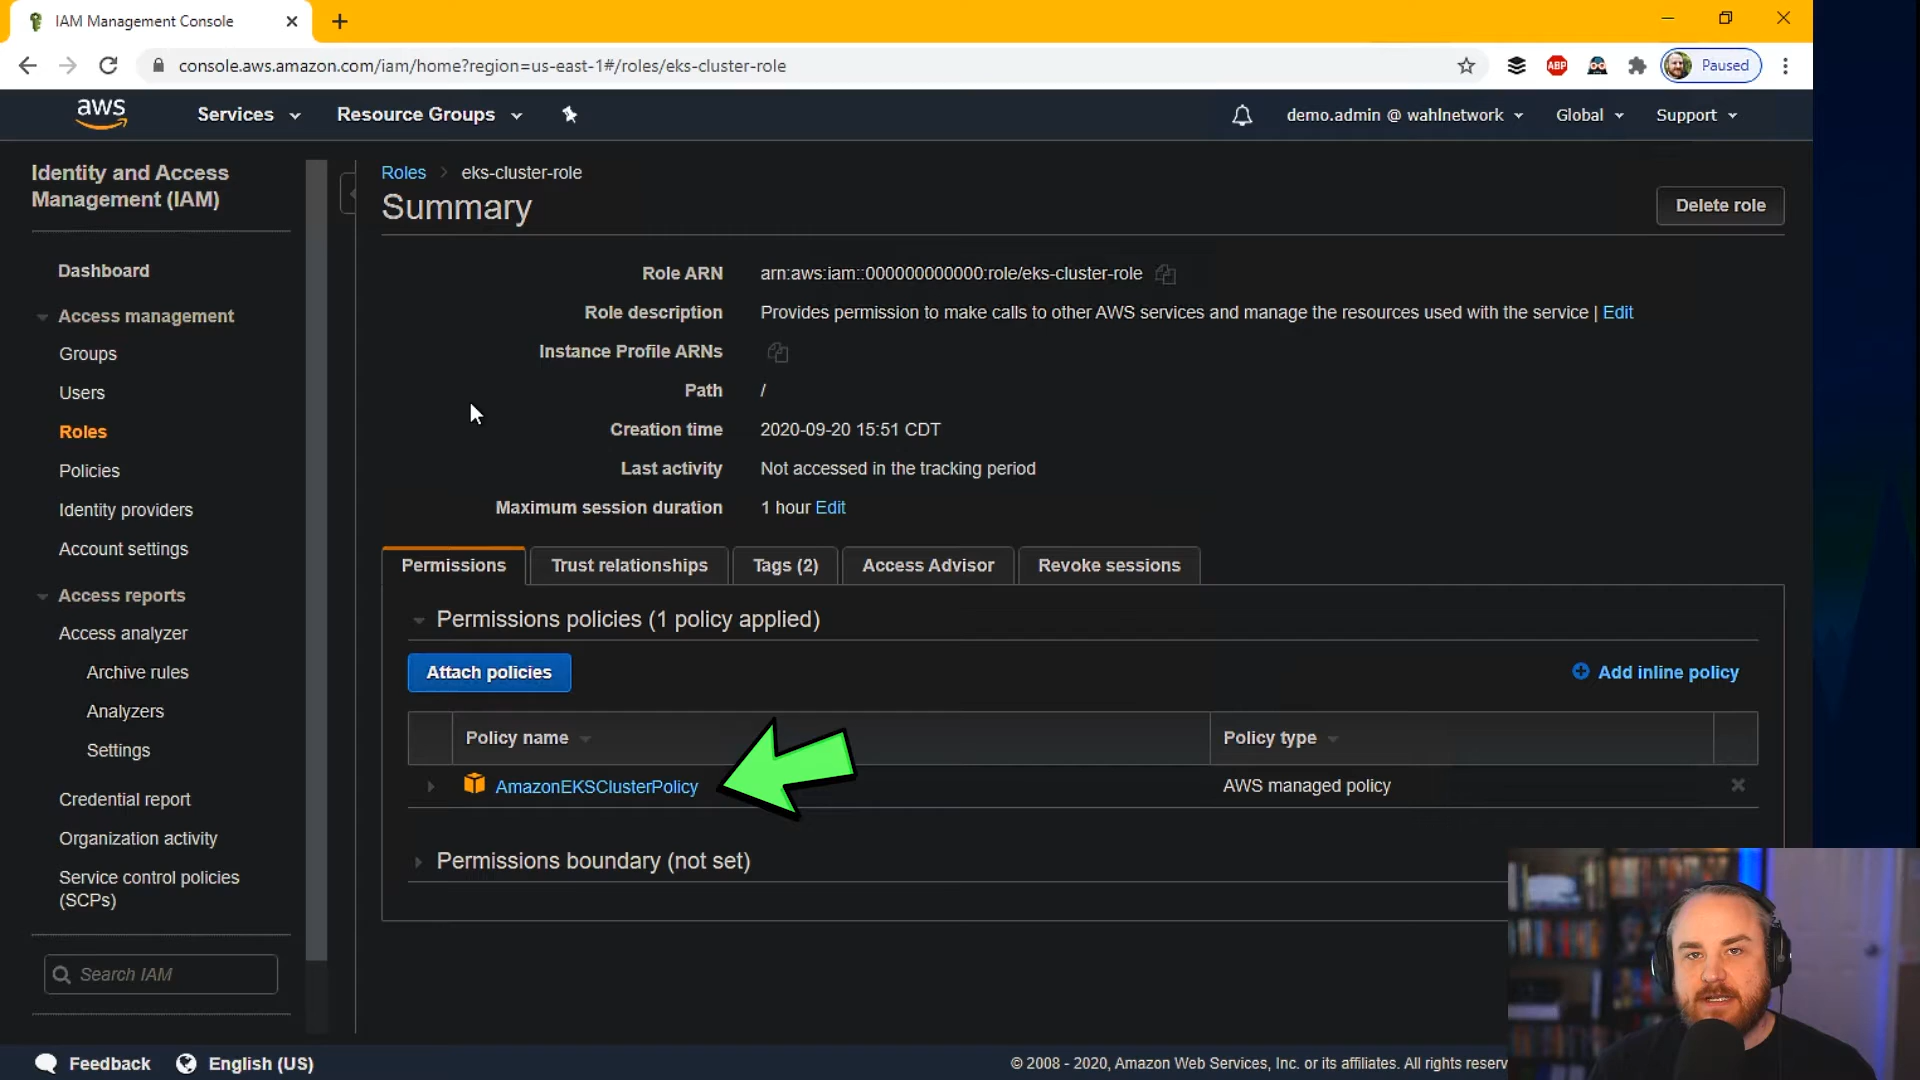 IAM Management Console
console.aws.amazon.com/iam/home?region=us-east-1#/roles/eks-cluster-role
ABP
Paused
aws
Services
Resource Groups
demo.admin @ wahlnetwork
Global
Support
Identity and Access
Management (IAM)
Dashboard
Access management
Groups
Users
Roles
Policies
Identity providers
Account settings
Access reports
Access analyzer
Archive rules
Analyzers
Settings
Credential report
Organization activity
Service control policies
(SCPs)
Search IAM
Roles
eks-cluster-role
Summary
Delete role
Role ARN arn:aws:iam::000000000000:role/eks-cluster-role
Role description Provides permission to make calls to other AWS services and manage the resources used with the service | Edit
Instance Profile ARNs
Path /
Creation time 2020-09-20 15:51 CDT
Last activity Not accessed in the tracking period
Maximum session duration 1 hour Edit
Permissions
Trust relationships
Tags (2)
Access Advisor
Revoke sessions
Permissions policies (1 policy applied)
Attach policies
Add inline policy
Policy name
Policy type
AmazonEKSClusterPolicy
AWS managed policy
Permissions boundary (not set)
Feedback
English (US)
© 2008 - 2020, Amazon Web Services, Inc. or its affiliates. All rights reserv